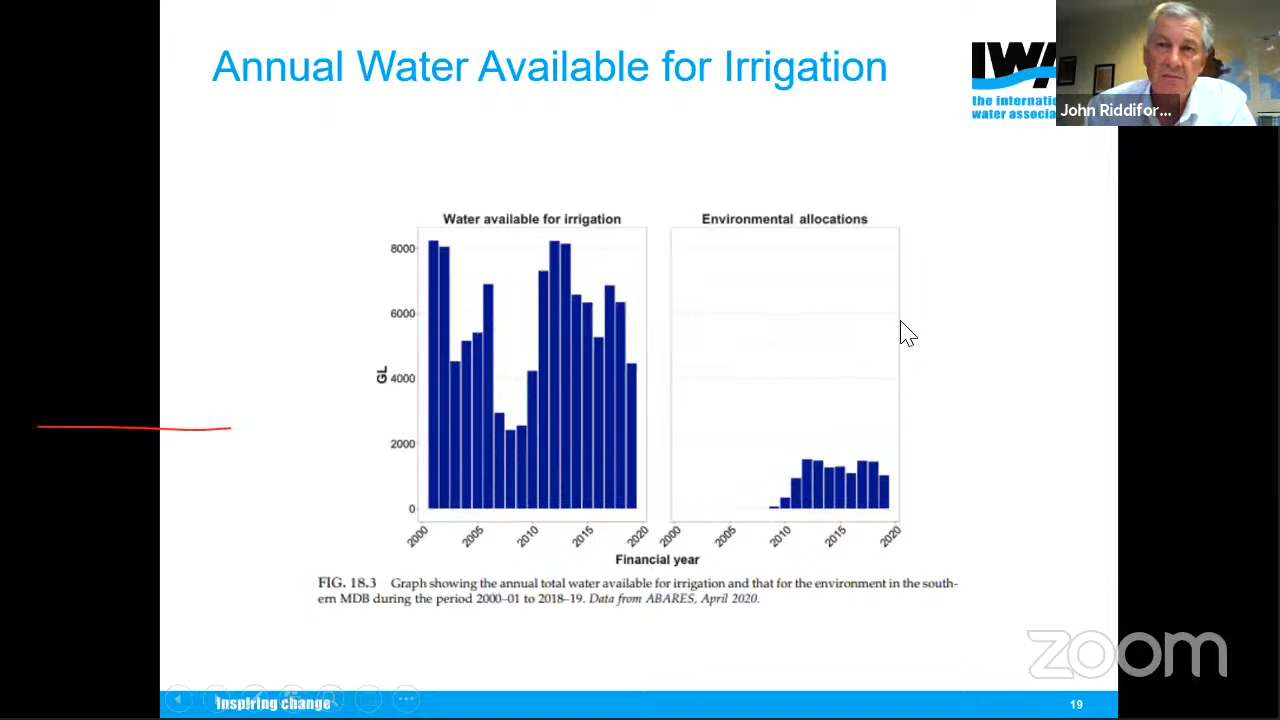 Annual Water Available for Irrigation
IWA
the internatio
water associa
John Riddifor...
Water available for irrigation
Environmental allocations
8000
6000
4000
2000
0
GL
2000
2005
2010
2015
2020
2000
2005
2010
2015
2020
Financial year
FIG. 18.3 Graph showing the annual total water available for irrigation and that for the environment in the south-
ern MDB during the period 2000–01 to 2018–19. Data from ABARES, April 2020.
zoom
inspiring change
19